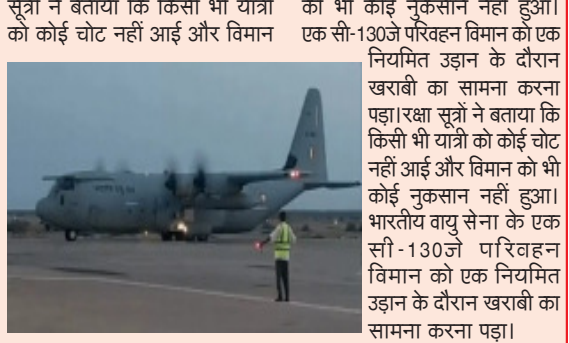 सूत्रों ने बताया कि किसी भी यात्री
को कोई चोट नहीं आई और विमान
को भी कोई नुकसान नहीं हुआ।
एक सी-130जे परिवहन विमान को एक
नियमित उड़ान के दौरान
खराबी का सामना करना
पड़ा।रक्षा सूत्रों ने बताया कि
किसी भी यात्री को कोई चोट
नहीं आई और विमान को भी
कोई नुकसान नहीं हुआ।
भारतीय वायु सेना के एक
सी-130जे परिवहन
विमान को एक नियमित
उड़ान के दौरान खराबी का
सामना करना पड़ा।